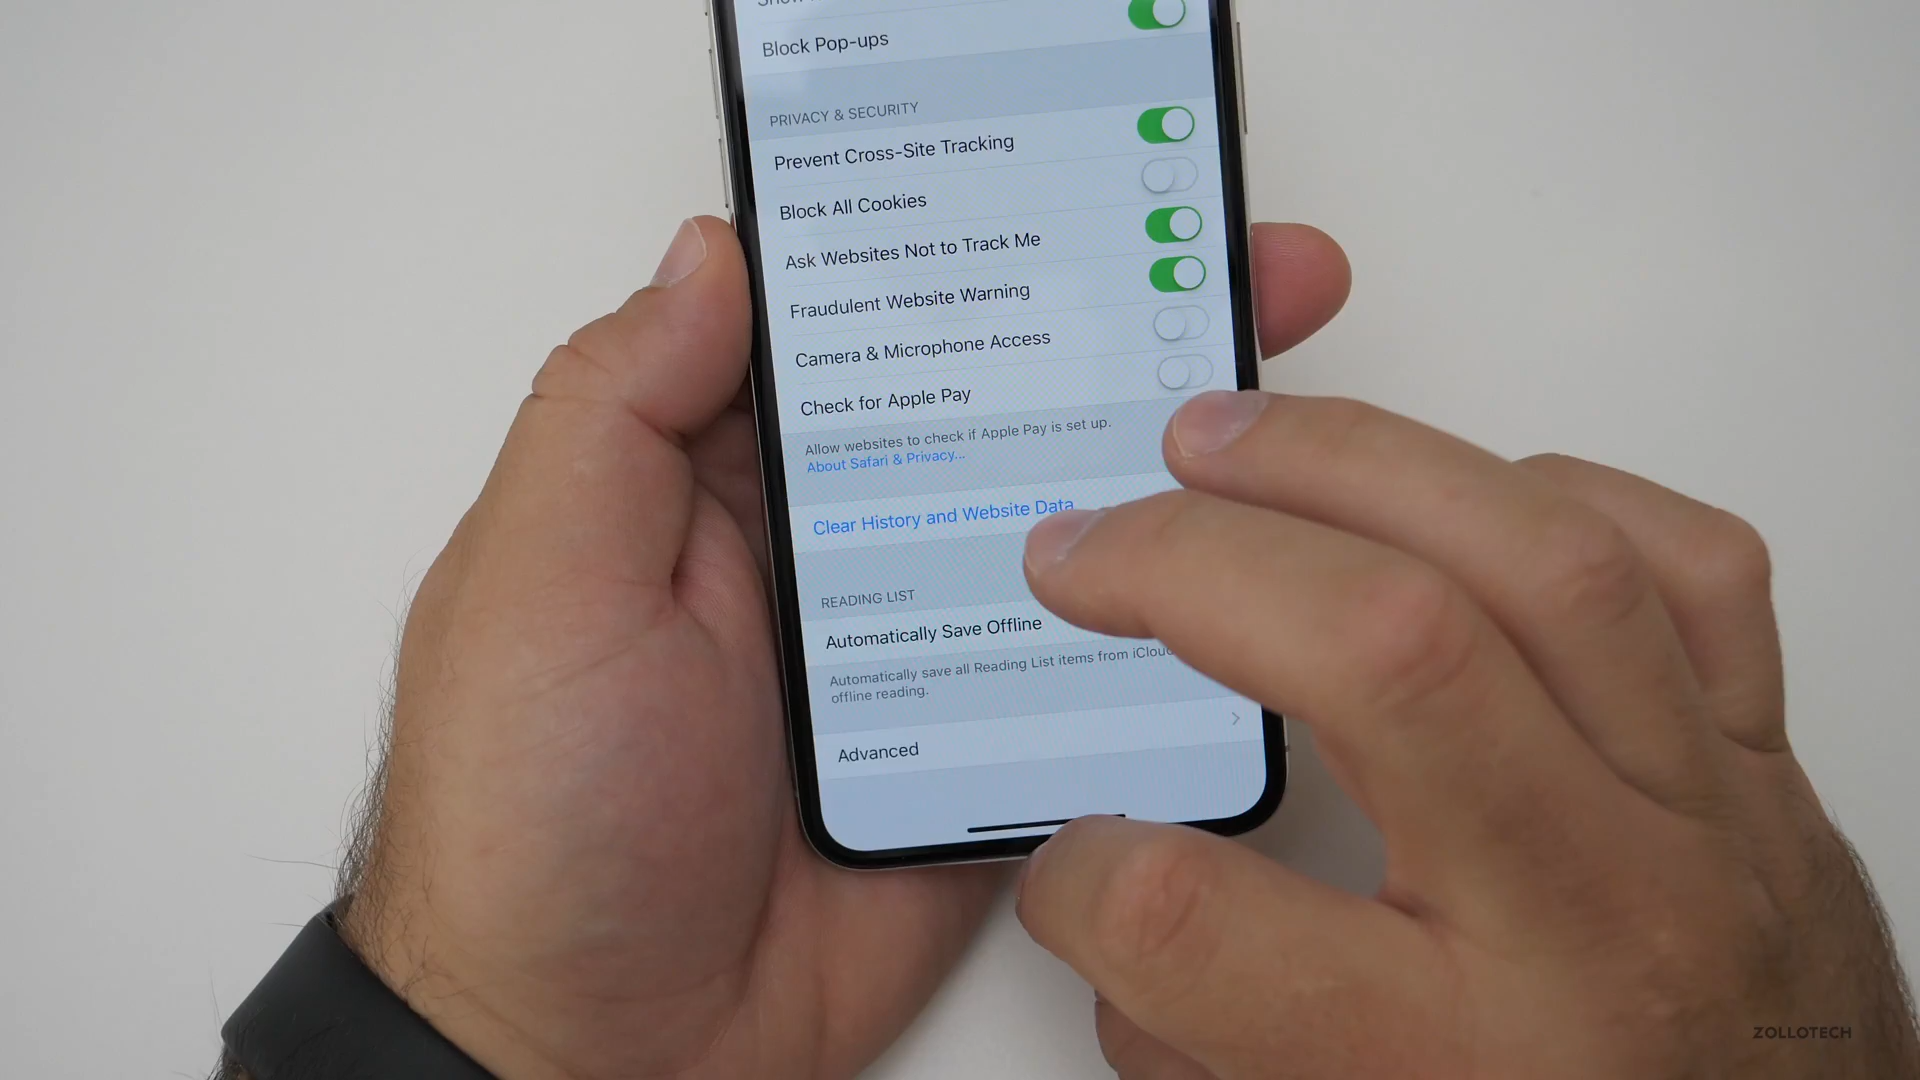 Block Pop-ups
PRIVACY & SECURITY
Prevent Cross-Site Tracking
Block All Cookies
Ask Websites Not to Track Me
Fraudulent Website Warning
Camera & Microphone Access
Check for Apple Pay
Allow websites to check if Apple Pay is set up.
About Safari & Privacy...
Clear History and Website Data
READING LIST
Automatically Save Offline
Automatically save all Reading List items from iCloud
offline reading.
Advanced
ZOLLOTECH